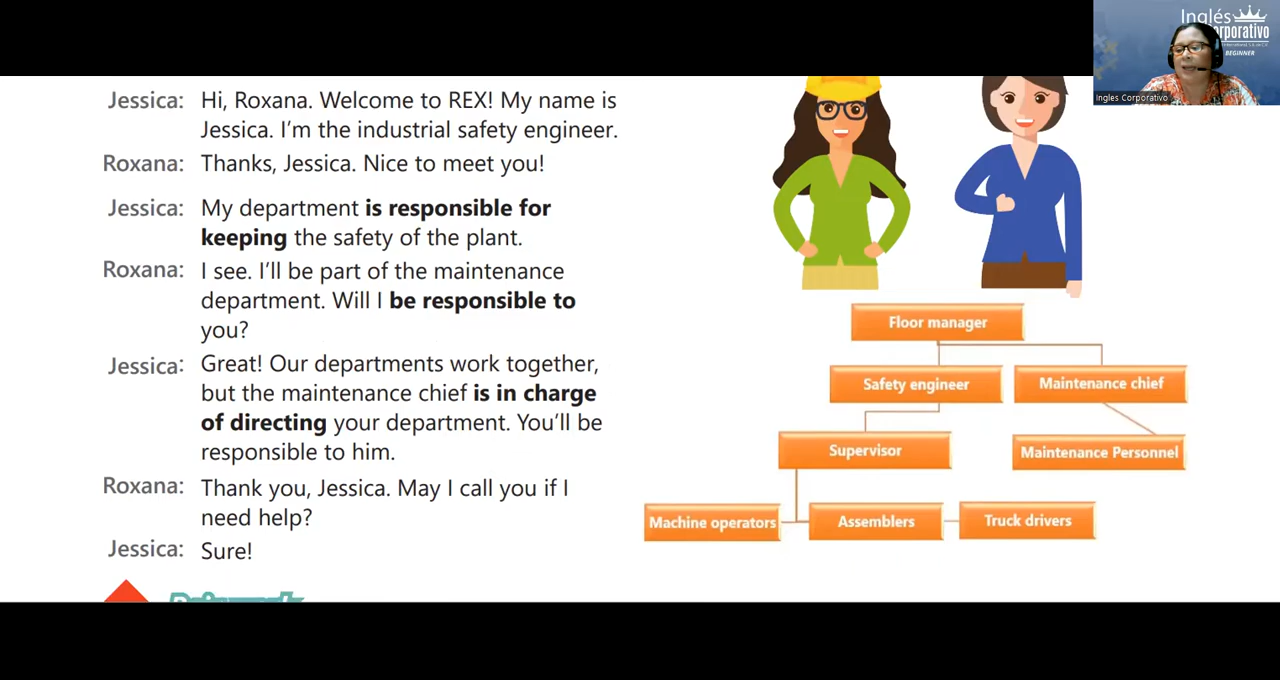 Inglés
Corporativo
BEGINNER
Ingles Corporativo
Jessica: Hi, Roxana. Welcome to REX! My name is
Jessica. I'm the industrial safety engineer.
Roxana: Thanks, Jessica. Nice to meet you!
Jessica: My department is responsible for
keeping the safety of the plant.
Roxana: I see. I'll be part of the maintenance
department. Will I be responsible to
you?
Jessica: Great! Our departments work together,
but the maintenance chief is in charge
of directing your department. You'll be
responsible to him.
Roxana: Thank you, Jessica. May I call you if I
need help?
Jessica: Sure!
Floor manager
Safety engineer
Maintenance chief
Supervisor
Maintenance Personnel
Machine operators
Assemblers
Truck drivers